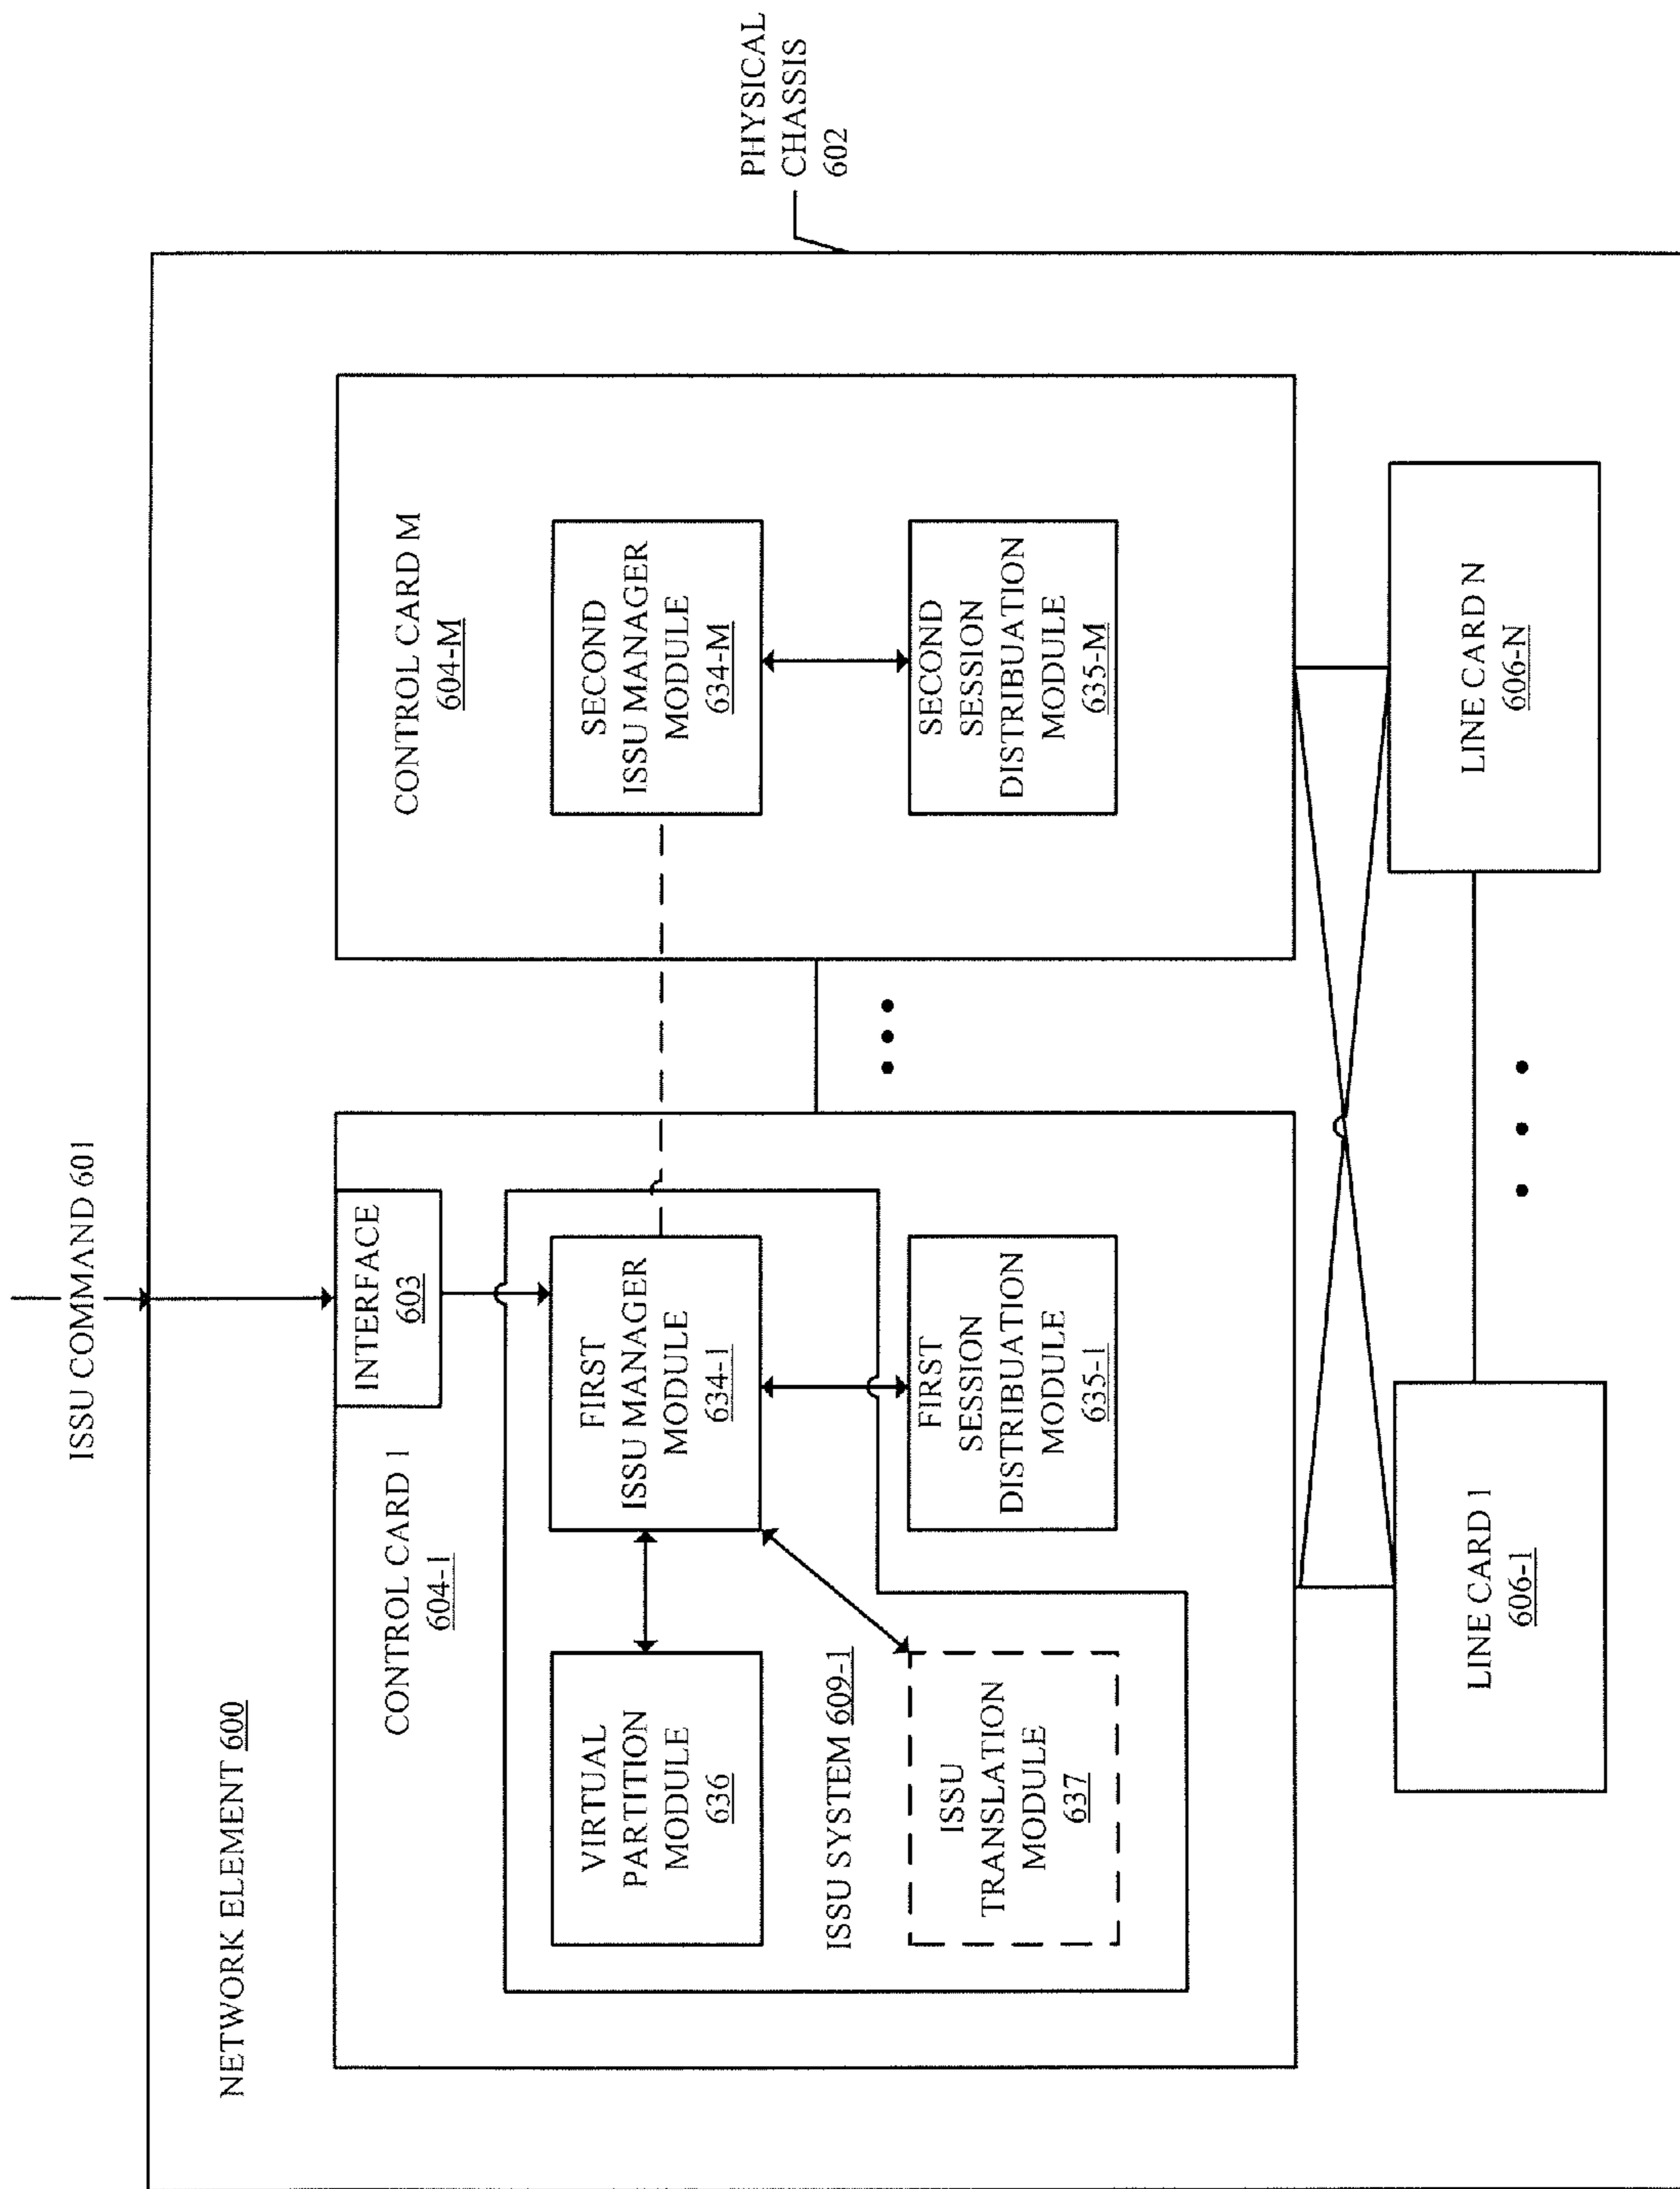 ISSU COMMAND 601
NETWORK ELEMENT 600
PHYSICAL
CHASSIS
602
CONTROL CARD 1
604-1
INTERFACE
603
VIRTUAL
PARTITION
MODULE
636
FIRST
ISSU MANAGER
MODULE
634-1
ISSU SYSTEM 609-1
ISSU
TRANSLATION
MODULE
637
FIRST
SESSION
DISTRIBUATION
MODULE
635-1
CONTROL CARD M
604-M
SECOND
ISSU MANAGER
MODULE
634-M
SECOND
SESSION
DISTRIBUATION
MODULE
635-M
LINE CARD 1
606-1
LINE CARD N
606-N